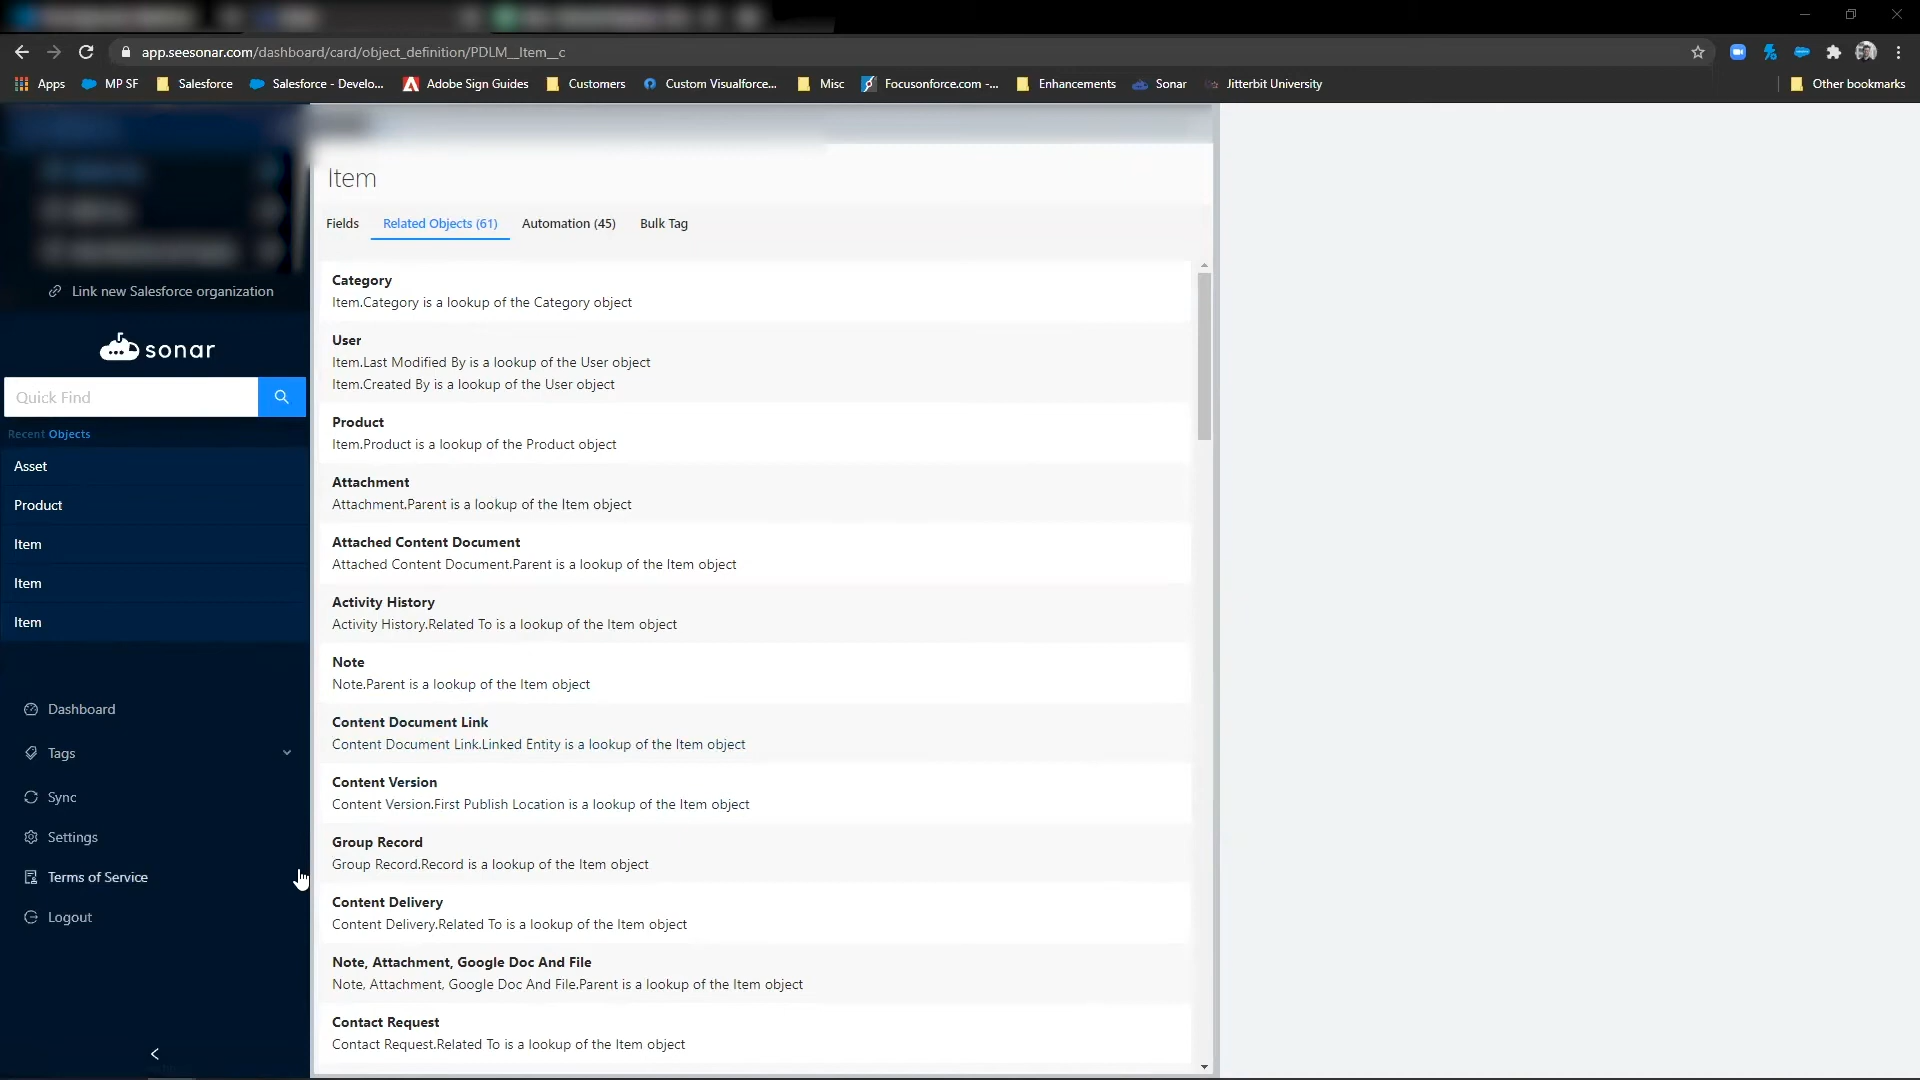 app.seesonar.com/dashboard/card/object_definition/PDLM__Item__c
Apps
MP SF
Salesforce
Salesforce - Develo...
Adobe Sign Guides
Customers
Custom Visualforce...
Misc
Focusonforce.com -...
Enhancements
Sonar
Jitterbit University
Other bookmarks
Link new Salesforce organization
sonar
Quick Find
Recent Objects
Asset
Product
Item
Item
Item
Dashboard
Tags
Sync
Settings
Terms of Service
Logout
Item
Fields
Related Objects (61)
Automation (45)
Bulk Tag
Category
Item.Category is a lookup of the Category object
User
Item.Last Modified By is a lookup of the User object
Item.Created By is a lookup of the User object
Product
Item.Product is a lookup of the Product object
Attachment
Attachment.Parent is a lookup of the Item object
Attached Content Document
Attached Content Document.Parent is a lookup of the Item object
Activity History
Activity History.Related To is a lookup of the Item object
Note
Note.Parent is a lookup of the Item object
Content Document Link
Content Document Link.Linked Entity is a lookup of the Item object
Content Version
Content Version.First Publish Location is a lookup of the Item object
Group Record
Group Record.Record is a lookup of the Item object
Content Delivery
Content Delivery.Related To is a lookup of the Item object
Note, Attachment, Google Doc And File
Note, Attachment, Google Doc And File.Parent is a lookup of the Item object
Contact Request
Contact Request.Related To is a lookup of the Item object